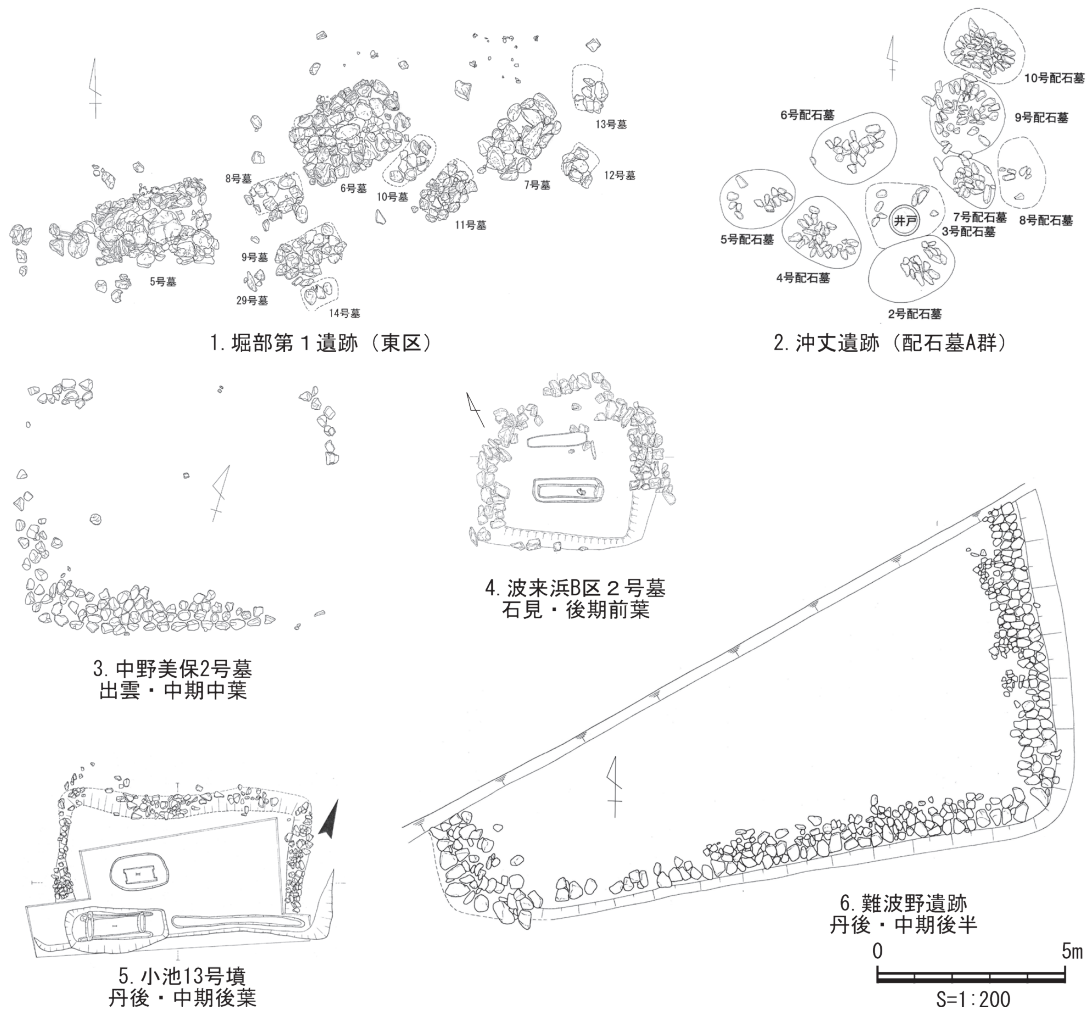 13号墓
12号墓
7号墓
11号墓
10号墓
6号墓
8号墓
9号墓
29号墓
14号墓
5号墓
1. 堀部第１遺跡（東区）
10号配石墓
9号配石墓
6号配石墓
8号配石墓
7号配石墓
3号配石墓
井戸
5号配石墓
4号配石墓
2号配石墓
2. 沖丈遺跡（配石墓A群）
3. 中野美保2号墓
出雲・中期中葉
4. 波来浜B区２号墓
石見・後期前葉
5. 小池13号墳
丹後・中期後葉
6. 難波野遺跡
丹後・中期後半
0 5m
S=1:200